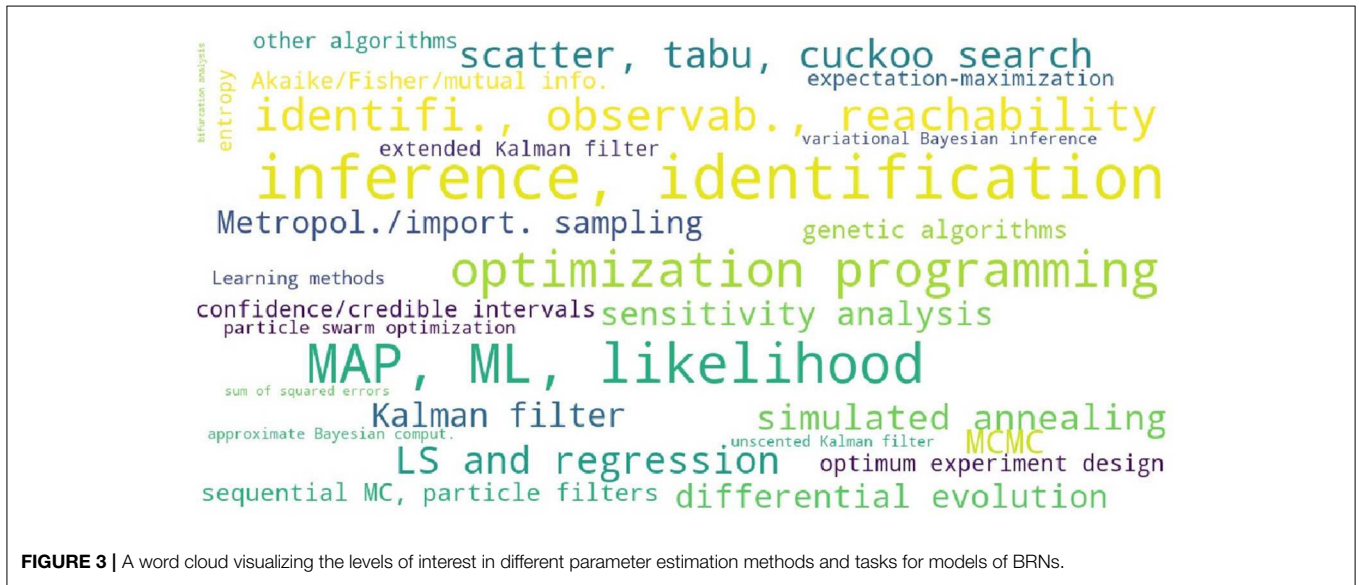 other algorithms
scatter, tabu, cuckoo search
bifurcation analysis
entropy
Akaike/Fisher/mutual info.
expectation-maximization
identifi., observab., reachability
extended Kalman filter
variational Bayesian inference
inference, identification
Metropol./import. sampling
genetic algorithms
optimization programming
Learning methods
confidence/credible intervals
sensitivity analysis
particle swarm optimization
MAP, ML, likelihood
sum of squared errors
Kalman filter
simulated annealing
approximate Bayesian comput.
unscented Kalman filter
MCMC
LS and regression
optimum experiment design
sequential MC, particle filters
differential evolution
FIGURE 3 | A word cloud visualizing the levels of interest in different parameter estimation methods and tasks for models of BRNs.